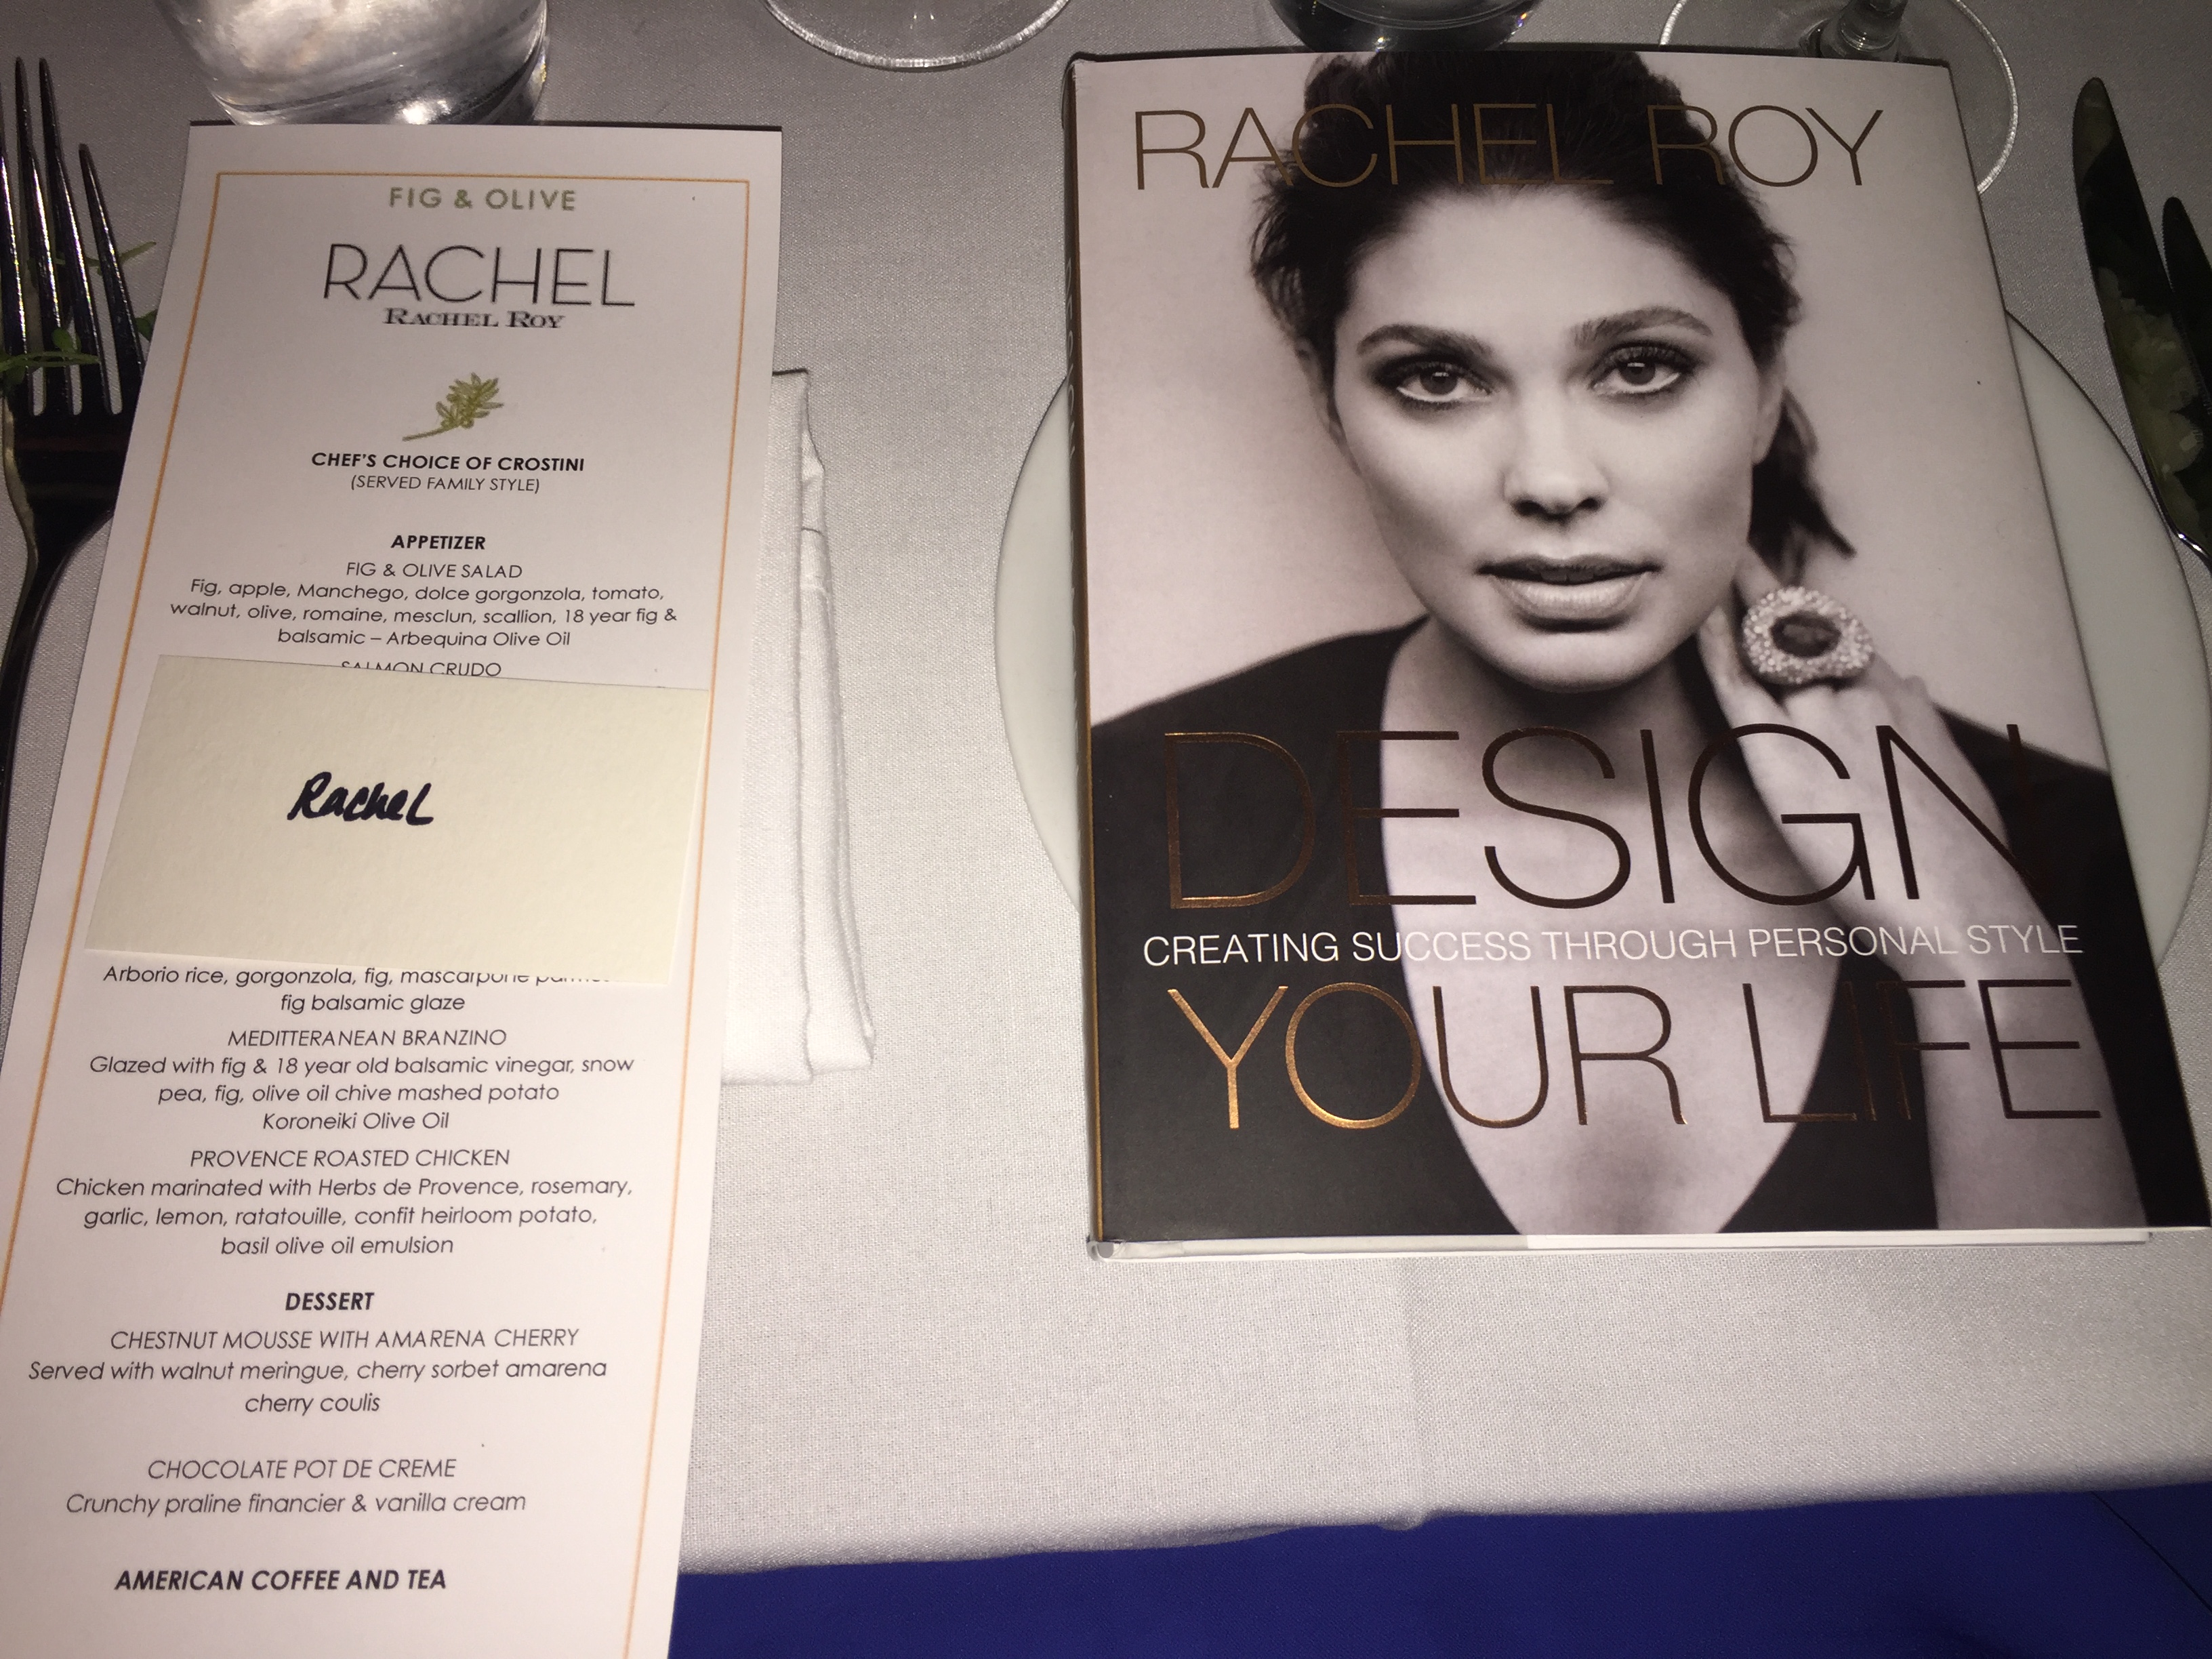 FIG & OLIVE
RACHEL
RACHEL ROY
CHEF'S CHOICE OF CROSTINI
(SERVED FAMILY STYLE)
APPETIZER
FIG & OLIVE SALAD
Fig, apple, Manchego, dolce gorgonzola, tomato,
walnut, olive, romaine, mesclun, scallion, 18 year fig &
balsamic – Arbequina Olive Oil
SALMON CRUDO
Rachel
Arborio rice, gorgonzola, fig, mascarpone
fig balsamic glaze
MEDITTERANEAN BRANZINO
Glazed with fig & 18 year old balsamic vinegar, snow
pea, fig, olive oil chive mashed potato
Koroneiki Olive Oil
PROVENCE ROASTED CHICKEN
Chicken marinated with Herbs de Provence, rosemary,
garlic, lemon, ratatouille, confit heirloom potato,
basil olive oil emulsion
DESSERT
CHESTNUT MOUSSE WITH AMARENA CHERRY
Served with walnut meringue, cherry sorbet amarena
cherry coulis
CHOCOLATE POT DE CREME
Crunchy praline financier & vanilla cream
AMERICAN COFFEE AND TEA
RACHEL ROY
DESIGN
CREATING SUCCESS THROUGH PERSONAL STYLE
YOUR LIFE